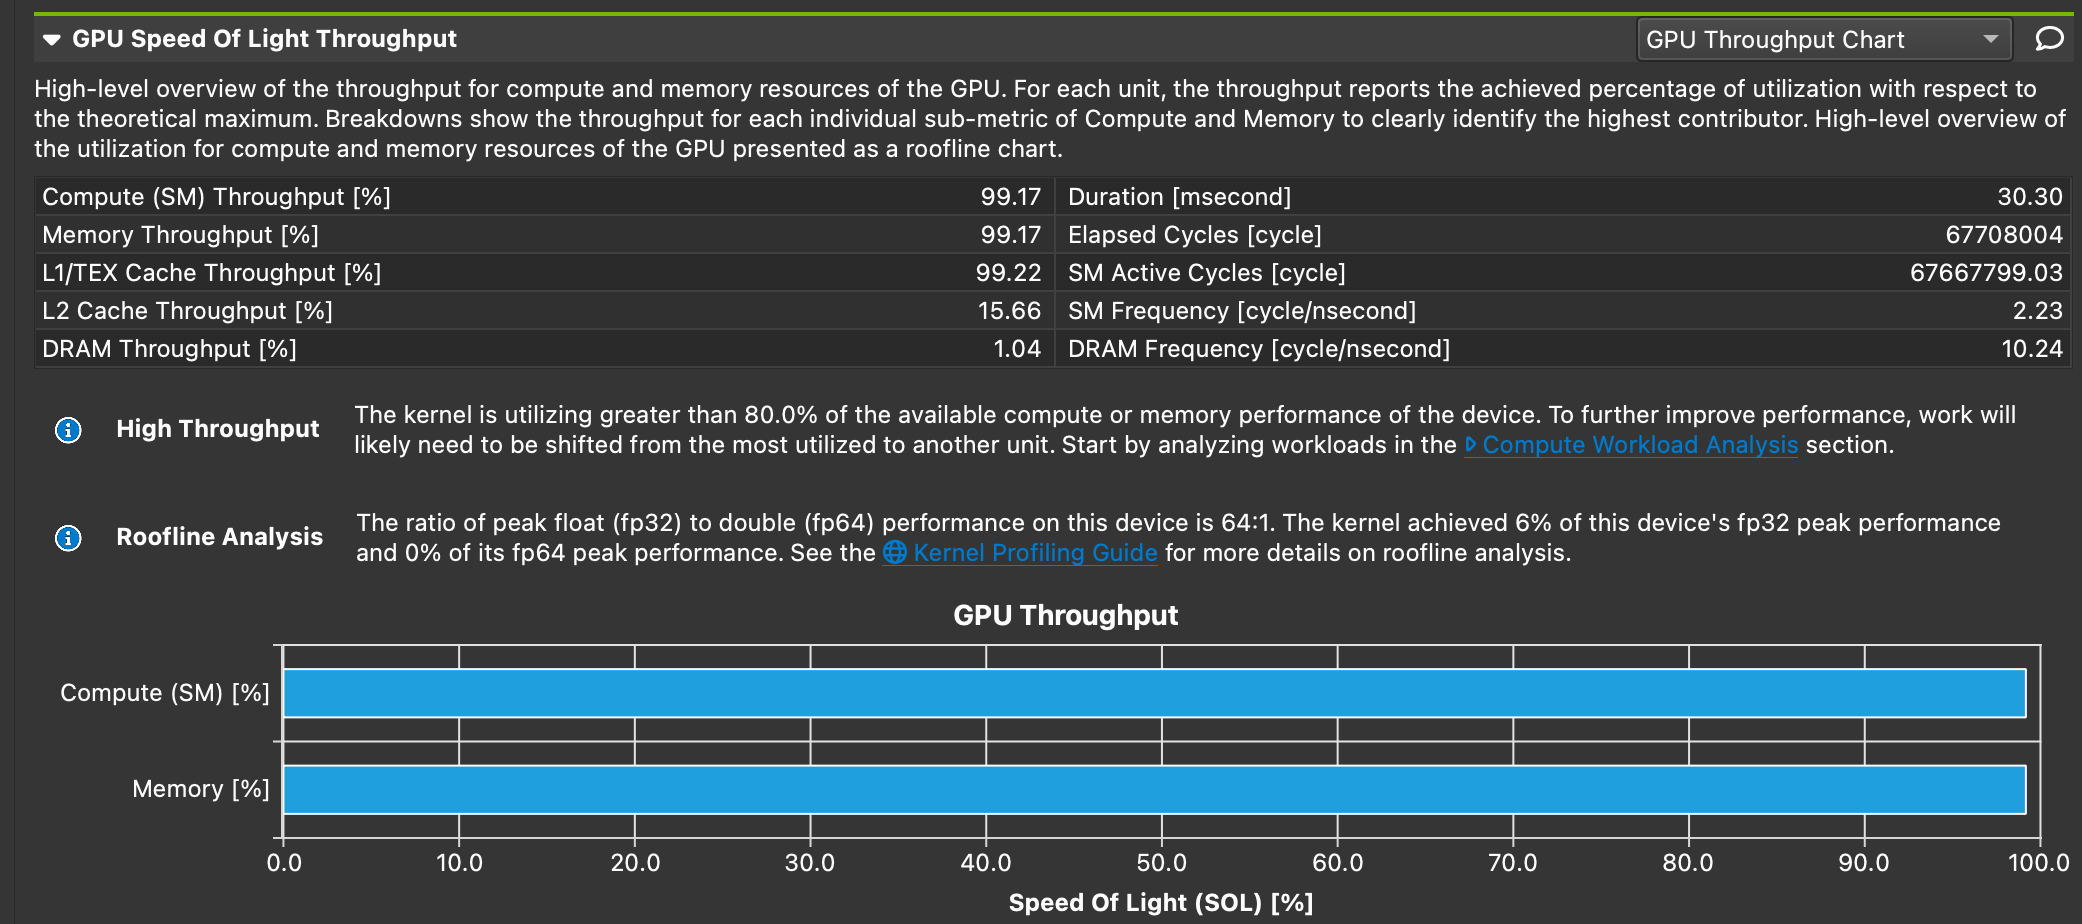 GPU Speed Of Light Throughput
GPU Throughput Chart
High-level overview of the throughput for compute and memory resources of the GPU. For each unit, the throughput reports the achieved percentage of utilization with respect to
the theoretical maximum. Breakdowns show the throughput for each individual sub-metric of Compute and Memory to clearly identify the highest contributor. High-level overview of
the utilization for compute and memory resources of the GPU presented as a roofline chart.
Compute (SM) Throughput [%] 99.17 Duration [msecond] 30.30
Memory Throughput [%] 99.17 Elapsed Cycles [cycle] 67708004
L1/TEX Cache Throughput [%] 99.22 SM Active Cycles [cycle] 67667799.03
L2 Cache Throughput [%] 15.66 SM Frequency [cycle/nsecond] 2.23
DRAM Throughput [%] 1.04 DRAM Frequency [cycle/nsecond] 10.24
High Throughput
The kernel is utilizing greater than 80.0% of the available compute or memory performance of the device. To further improve performance, work will
likely need to be shifted from the most utilized to another unit. Start by analyzing workloads in the Compute Workload Analysis section.
Roofline Analysis
The ratio of peak float (fp32) to double (fp64) performance on this device is 64:1. The kernel achieved 6% of this device's fp32 peak performance
and 0% of its fp64 peak performance. See the Kernel Profiling Guide for more details on roofline analysis.
GPU Throughput
Compute (SM) [%]
Memory [%]
0.0 10.0 20.0 30.0 40.0 50.0 60.0 70.0 80.0 90.0 100.0
Speed Of Light (SOL) [%]